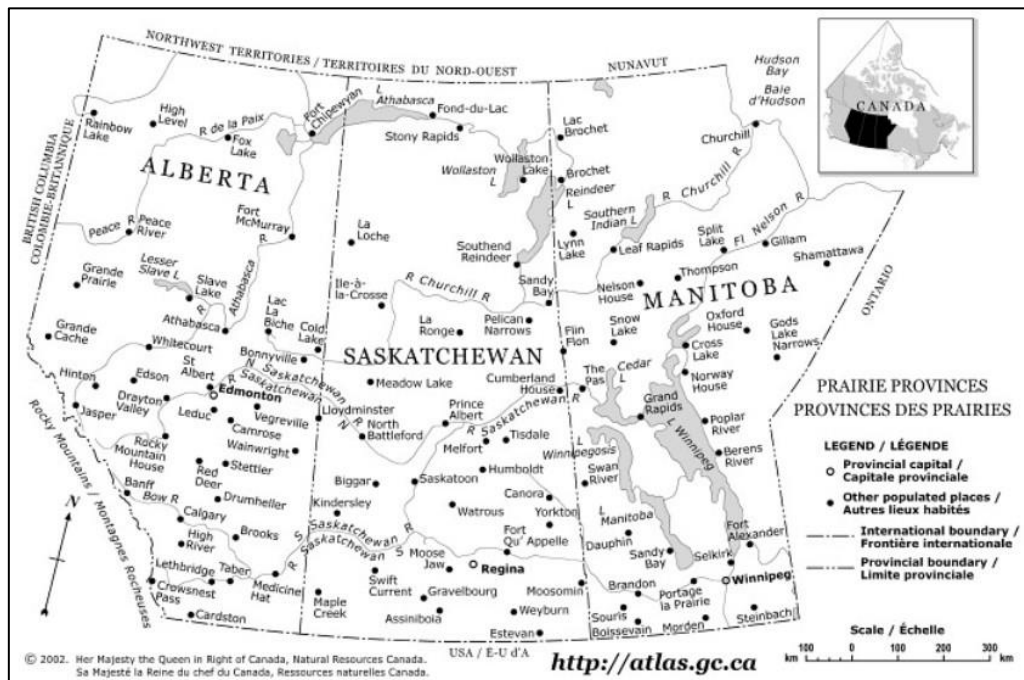 NORTHWEST TERRITORIES / TERRITOIRES DU NORD-OUEST
NUNAVUT
Hudson
Bay
Baie
d'Hudson
CANADA
BRITISH COLUMBIA
COLOMBIE-BRITANNIQUE
ALBERTA
Rainbow
Lake
High
Level
R de la Paix
Fox
Lake
Fort
Chipewyan
Peace R
Peace
River
Fort
McMurray
Grande
Prairie
Lesser
Slave L
Slave
Lake
R
Athabasca R
Athabasca
Lac
La
Biche
Cold
Lake
Grande
Cache
Whitecourt
Bonnyville
St
Albert
Edmonton
Hinton
Edson
Jasper
Drayton
Valley
Leduc
Vegreville
Camrose
Wainwright
Rocky
Mountain
House
Red
Deer
Stettler
Banff
Bow R
Drumheller
Calgary
High
River
Brooks
Lethbridge
Taber
Medicine
Hat
Crowsnest
Pass
Cardston
Rocky Mountains / Montagnes Rocheuses
N
SASKATCHEWAN
L
Athabasca
Fond-du-Lac
Stony Rapids
Wollaston
L
Wollaston
Lake
La
Loche
Southend
Reindeer
Ile-à-
la-Crosse
R Churchill R
Sandy
Bay
La
Ronge
Pelican
Narrows
R N Saskatchewan R
N Saskatchewan
Meadow Lake
Cumberland
House
Lloydminster
North
Battleford
Prince
Albert
R Saskatchewan R
Melfort
Tisdale
Humboldt
Biggar
Saskatoon
Canora
Kindersley
Watrous
Yorkton
R S Saskatchewan R
S Saskatchewan S
Fort
Qu' Appelle
Moose
Jaw
Regina
Swift
Current
Gravelbourg
Moosomin
Maple
Creek
Assiniboia
Weyburn
Estevan
MANITOBA
Lac
Brochet
Churchill
Brochet
Reindeer
L
R Churchill R
Southern
Indian L
Lynn
Lake
Leaf Rapids
Split
Lake
Fl Nelson R
Gillam
Shamattawa
Nelson
House
Thompson
ONTARIO
Snow
Lake
Oxford
House
Flin
Flon
Cross
Lake
Gods
Lake
Narrows
The
Pas
Cedar
L
Norway
House
Grand
Rapids
L Winnipeg
Poplar
River
L
Winnipegosis
Swan
River
Berens
River
L
Manitoba
Dauphin
Sandy
Bay
Fort
Alexander
Selkirk
Brandon
Winnipeg
Portage
la Prairie
Souris
Boissevain
Morden
Steinbach
USA / É-U d'A
PRAIRIE PROVINCES
PROVINCES DES PRAIRIES
LEGEND / LÉGENDE
Provincial capital /
Capitale provinciale
Other populated places /
Autres lieux habités
International boundary /
Frontière internationale
Provincial boundary /
Limite provinciale
Scale / Échelle
km 100 0 100 200 300 km
© 2002. Her Majesty the Queen in Right of Canada, Natural Resources Canada.
Sa Majesté la Reine du chef du Canada, Ressources naturelles Canada.
http://atlas.gc.ca